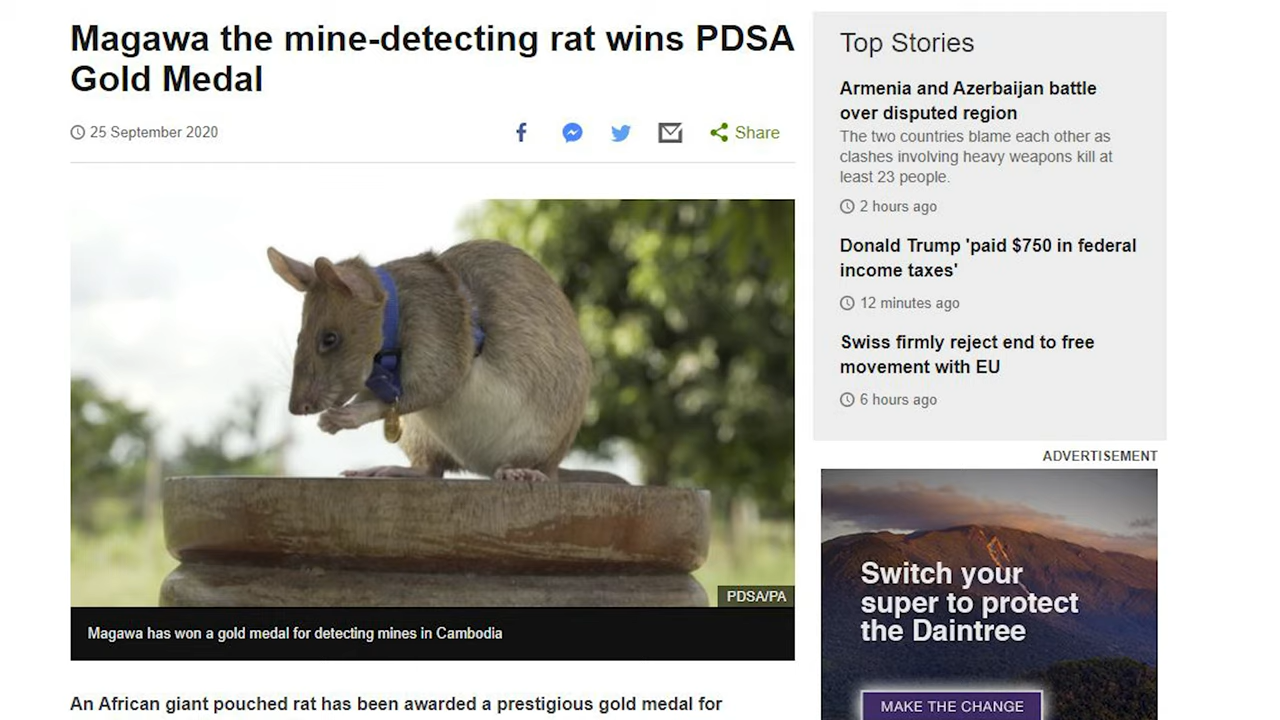 Magawa the mine-detecting rat wins PDSA
Gold Medal
25 September 2020
Share
PDSA/PA
Magawa has won a gold medal for detecting mines in Cambodia
An African giant pouched rat has been awarded a prestigious gold medal for
Top Stories
Armenia and Azerbaijan battle
over disputed region
The two countries blame each other as
clashes involving heavy weapons kill at
least 23 people.
2 hours ago
Donald Trump 'paid $750 in federal
income taxes'
12 minutes ago
Swiss firmly reject end to free
movement with EU
6 hours ago
ADVERTISEMENT
Switch your
super to protect
the Daintree
MAKE THE CHANGE